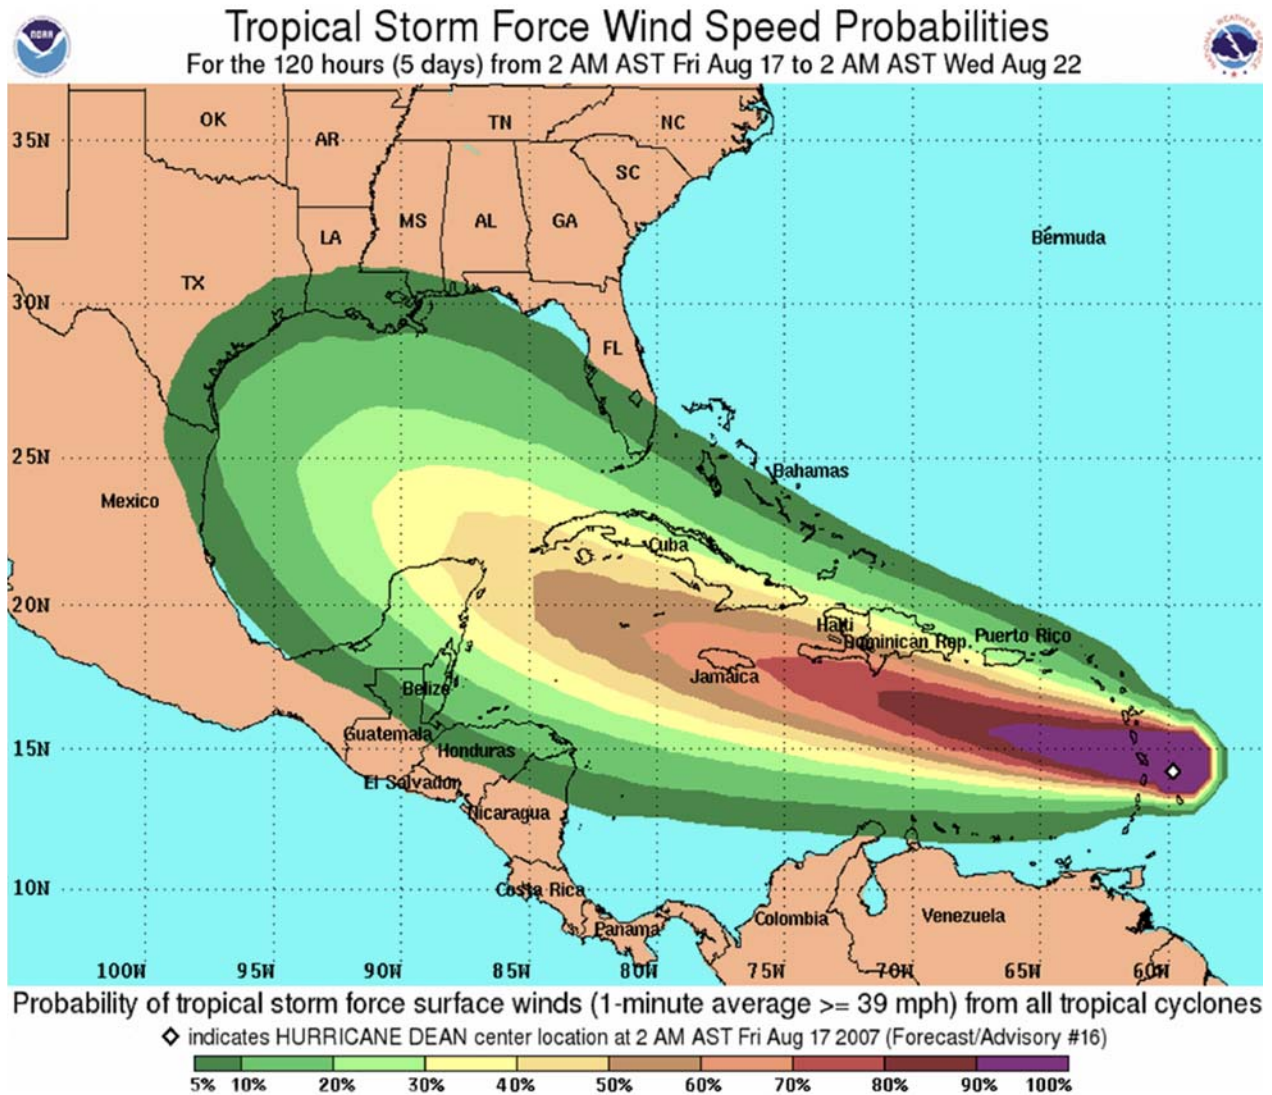 Tropical Storm Force Wind Speed Probabilities
For the 120 hours (5 days) from 2 AM AST Fri Aug 17 to 2 AM AST Wed Aug 22
NOAA
NATIONAL WEATHER SERVICE
OK
AR
TN
NC
35N
SC
MS
AL
GA
LA
Bermuda
TX
30N
FL
25N
Bahamas
Mexico
Cuba
20N
Haiti
Dominican Rep.
Puerto Rico
Jamaica
Belize
Guatemala
15N
Honduras
El Salvador
Nicaragua
10N
Costa Rica
Panama
Colombia
Venezuela
100W 95W 90W 85W 80W 75W 70W 65W 60W
Probability of tropical storm force surface winds (1-minute average >= 39 mph) from all tropical cyclones
◇ indicates HURRICANE DEAN center location at 2 AM AST Fri Aug 17 2007 (Forecast/Advisory #16)
5% 10% 20% 30% 40% 50% 60% 70% 80% 90% 100%